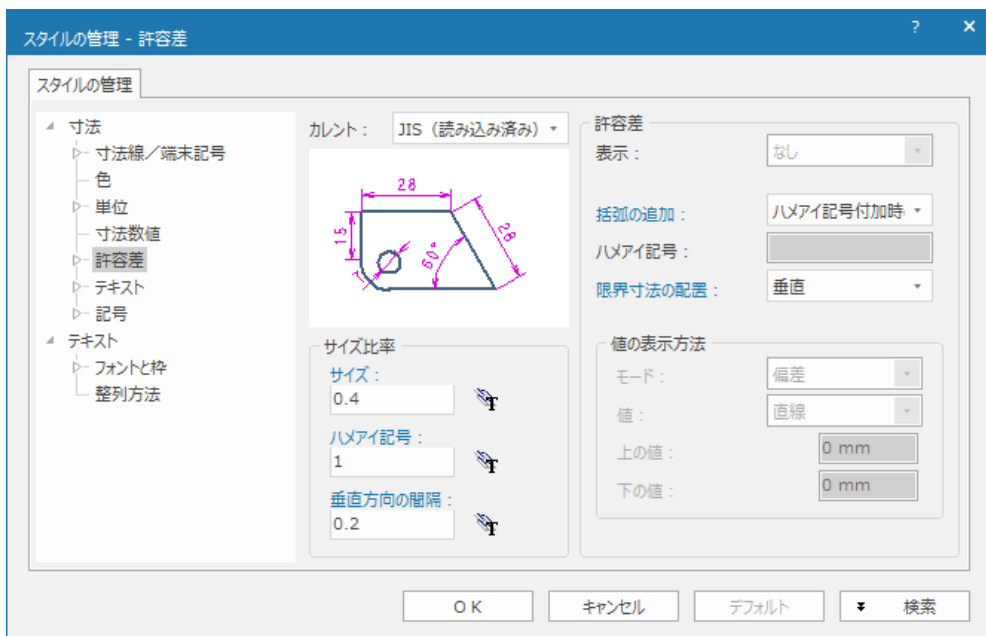 スタイルの管理 - 許容差
? ×
スタイルの管理
寸法
寸法線／端末記号
色
単位
寸法数値
許容差
テキスト
記号
テキスト
フォントと枠
整列方法
カレント： JIS（読み込み済み）
28
15
60°
28
サイズ比率
サイズ：
0.4
ハメアイ記号：
1
垂直方向の間隔：
0.2
許容差
表示： なし
括弧の追加： ハメアイ記号付加時
ハメアイ記号：
限界寸法の配置： 垂直
値の表示方法
モード： 偏差
値： 直線
上の値： 0 mm
下の値： 0 mm
OK キャンセル デフォルト 検索